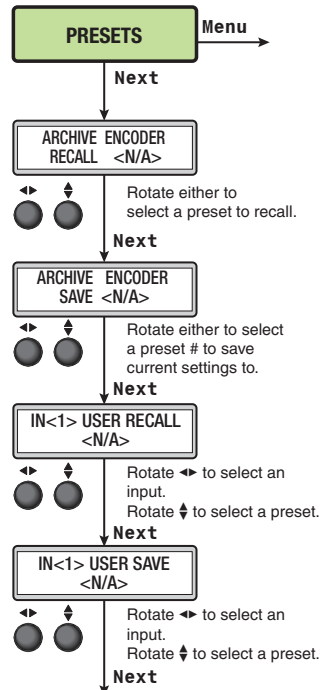 PRESETS
Menu
Next
ARCHIVE ENCODER
RECALL <N/A>
Rotate either to
select a preset to recall.
Next
ARCHIVE ENCODER
SAVE <N/A>
Rotate either to select
a preset # to save
current settings to.
Next
IN<1> USER RECALL
<N/A>
Rotate ◂▸ to select an
input.
Rotate ▲▼ to select a preset.
Next
IN<1> USER SAVE
<N/A>
Rotate ◂▸ to select an
input.
Rotate ▲▼ to select a preset.
Next